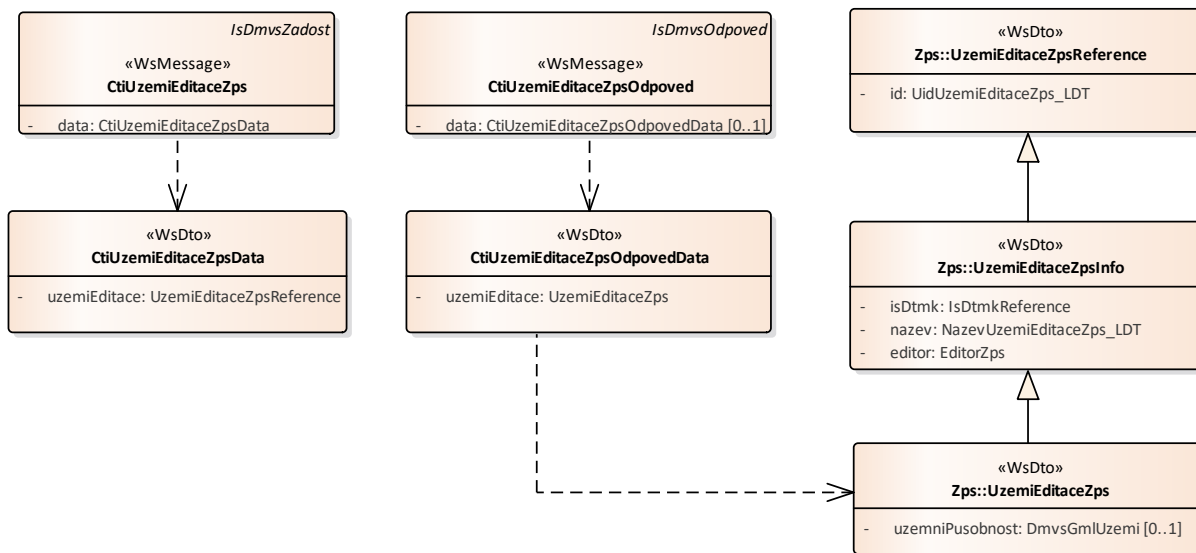 IsDmvsZadost
«WsMessage»
CtiUzemiEditaceZps
- data: CtiUzemiEditaceZpsData
IsDmvsOdpoved
«WsMessage»
CtiUzemiEditaceZpsOdpoved
- data: CtiUzemiEditaceZpsOdpovedData [0..1]
«WsDto»
Zps::UzemiEditaceZpsReference
- id: UidUzemiEditaceZps_LDT
«WsDto»
CtiUzemiEditaceZpsData
- uzemiEditace: UzemiEditaceZpsReference
«WsDto»
CtiUzemiEditaceZpsOdpovedData
- uzemiEditace: UzemiEditaceZps
«WsDto»
Zps::UzemiEditaceZpsInfo
- isDtmk: IsDtmkReference
- nazev: NazevUzemiEditaceZps_LDT
- editor: EditorZps
«WsDto»
Zps::UzemiEditaceZps
- uzemniPusobnost: DmvsGmlUzemi [0..1]